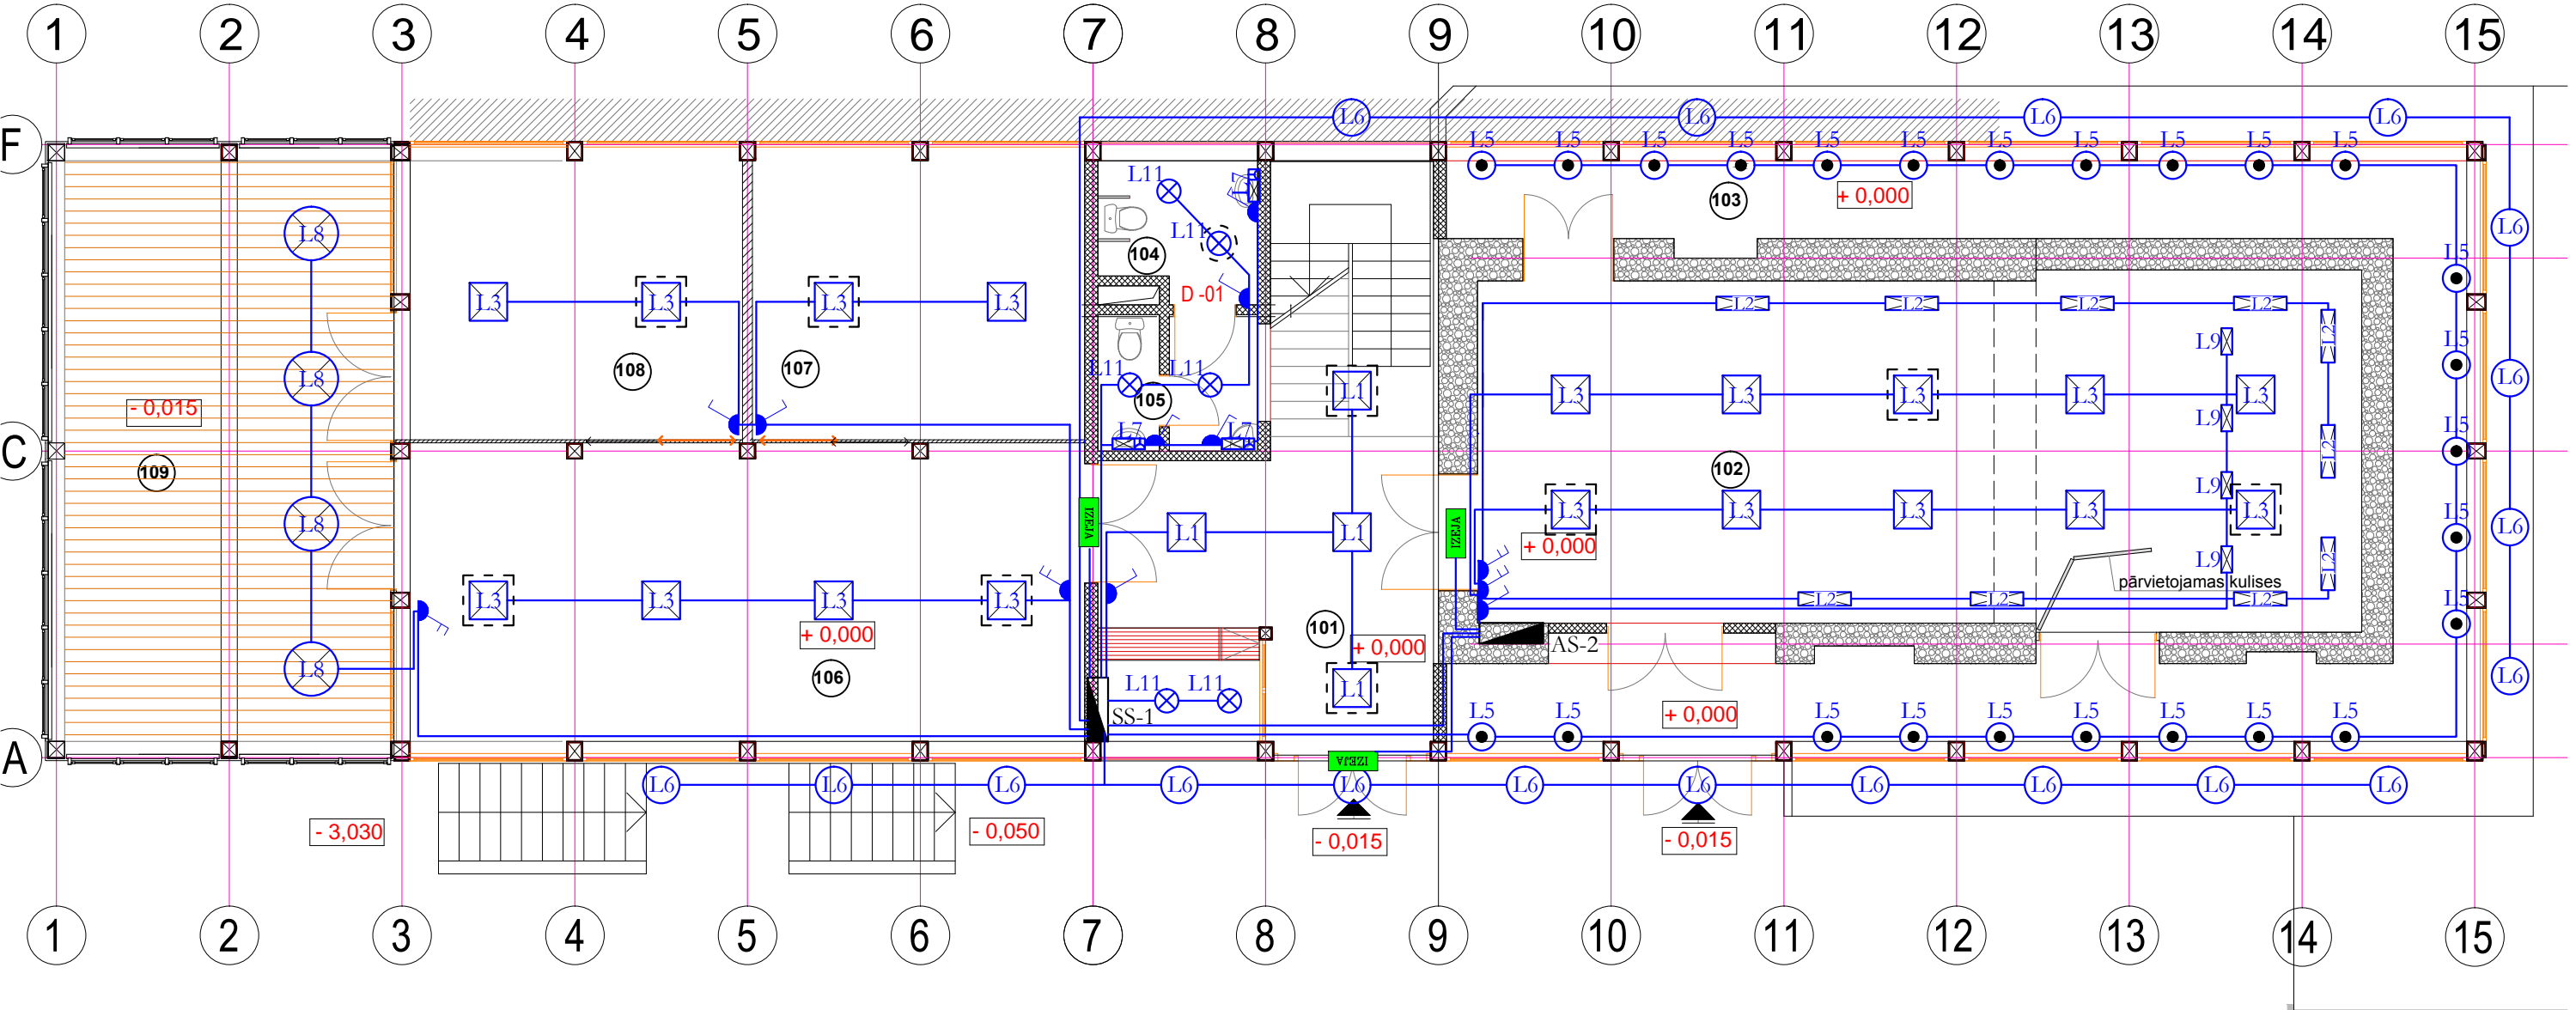 1 2 3 4 5 6 7 8 9 10 11 12 13 14 15
F
L6 L6 L6 L6
L5 L5 L5 L5 L5 L5 L5 L5 L5 L5 L5
L11 L7
103 + 0,000
L8 L11 L6
104 L5
D -01
L3 L3 L3 L3 L2 L2 L2 L2
L2
L9 L5
108 107 L11 L11
L8 L1 L3 L3 L3 L3 L3 L6
- 0,015 105 L9
L7 L7 L5
C
109 102 L2
L9
L3 L3 L3 L3 L3 L5
L8 IZEJA L1 L1 IZEJA L6
+ 0,000
L9 L2
pārvietojamas kulises
L3 L3 L3 L3 L2 L2 L2 L5
+ 0,000 101
+ 0,000 AS-2
L8 106 L11 L11 L1 L6
SS-1 L5 L5 + 0,000 L5 L5 L5 L5 L5 L5 L5
A
IZEJA
L6 L6 L6 L6 L6 L6 L6 L6 L6 L6 L6
- 3,030 - 0,050 - 0,015 - 0,015
1 2 3 4 5 6 7 8 9 10 11 12 13 14 15